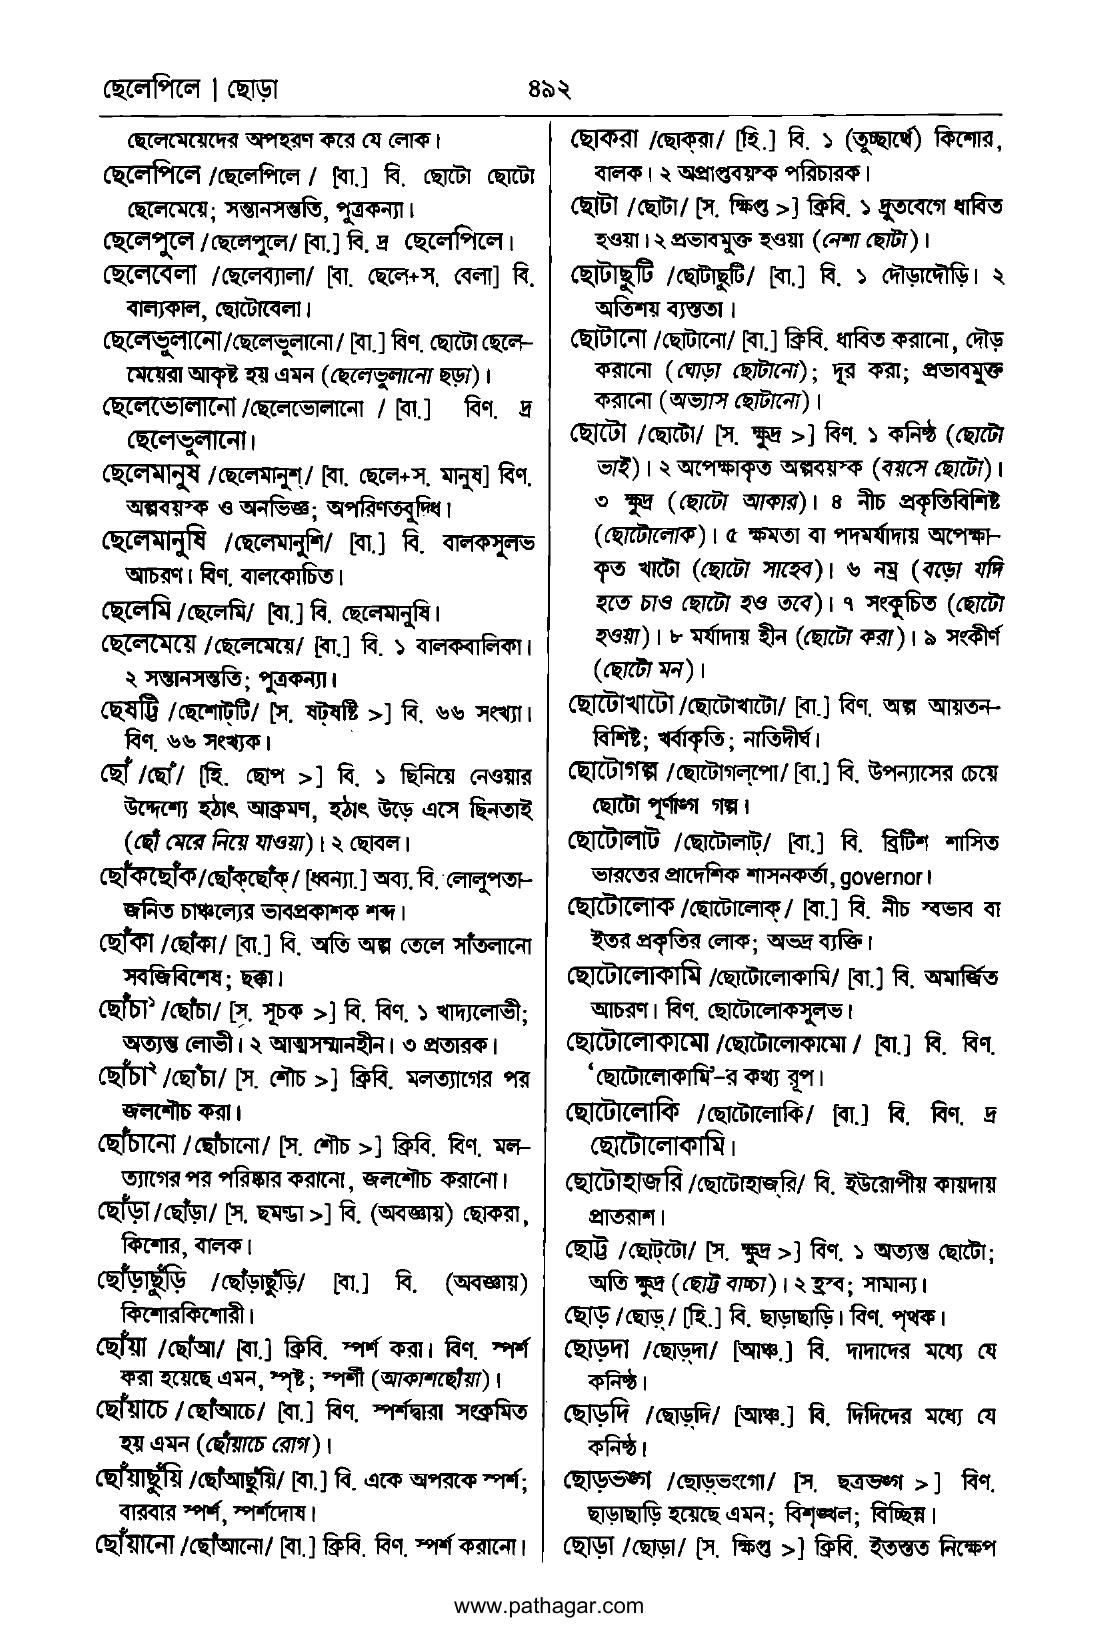 ছেলেপিলে | ছোড়া
৪৯২
ছেলেমেয়েদের অপহরণ করে যে লোক।
ছেলেপিলে /ছেলেপিলে / [বা.] বি. ছোটো ছোটো
ছেলেমেয়ে; সন্তানসন্ততি, পুত্রকন্যা।
ছেলেপুলে /ছেলেপুলে/ [বা.] বি. দ্র ছেলেপিলে।
ছেলেবেলা /ছেলেব্যালা/ [বা. ছেলে+স. বেলা] বি.
বাল্যকাল, ছোটোবেলা।
ছেলেভুলানো/ছেলেভুলানো/ [বা.] বিণ. ছোটো ছেলে-
মেয়েরা আকৃষ্ট হয় এমন (ছেলেভুলানো ছড়া)।
ছেলেভোলানো /ছেলেভোলানো / [বা.] বিণ. দ্র
ছেলেভুলানো।
ছেলেমানুষ /ছেলেমানুশ্/ [বা. ছেলে+স. মানুষ] বিণ.
অল্পবয়স্ক ও অনভিজ্ঞ; অপরিণতবুদ্ধি।
ছেলেমানুষি /ছেলেমানুশি/ [বা.] বি. বালকসুলভ
আচরণ। বিণ. বালকোচিত।
ছেলেমি /ছেলেমি/ [বা.] বি. ছেলেমানুষি।
ছেলেমেয়ে /ছেলেমেয়ে/ [বা.] বি. ১ বালকবালিকা।
২ সন্তানসন্ততি; পুত্রকন্যা।
ছেষট্টি /ছেশোট্‌টি/ [স. ষট্‌ষষ্টি >] বি. ৬৬ সংখ্যা।
বিণ. ৬৬ সংখ্যক।
ছোঁ /ছোঁ/ [হি. ছোপ >] বি. ১ ছিনিয়ে নেওয়ার
উদ্দেশ্যে হঠাৎ আক্রমণ, হঠাৎ উড়ে এসে ছিনতাই
(ছোঁ মেরে নিয়ে যাওয়া)। ২ ছোবল।
ছোঁকছোঁক/ছোঁক্‌ছোঁক্/ [ধ্বন্যা.] অব্য. বি. লোলুপতা-
জনিত চাঞ্চল্যের ভাবপ্রকাশক শব্দ।
ছোঁকা /ছোঁকা/ [বা.] বি. অতি অল্প তেলে সাঁতলানো
সবজিবিশেষ; ছক্কা।
ছোঁচা¹ /ছোঁচা/ [স. সূচক >] বি. বিণ. ১ খাদ্যলোভী;
অত্যন্ত লোভী। ২ আত্মসম্মানহীন। ৩ প্রতারক।
ছোঁচা² /ছোঁচা/ [স. শৌচ >] ক্রিবি. মলত্যাগের পর
জলশৌচ করা।
ছোঁচানো /ছোঁচানো/ [স. শৌচ >] ক্রিবি. বিণ. মল-
ত্যাগের পর পরিষ্কার করানো, জলশৌচ করানো।
ছোঁড়া /ছোঁড়া/ [স. ছমণ্ডা >] বি. (অবজ্ঞায়) ছোকরা,
কিশোর, বালক।
ছোঁড়াছুঁড়ি /ছোঁড়াছুঁড়ি/ [বা.] বি. (অবজ্ঞায়)
কিশোরকিশোরী।
ছোঁয়া /ছোঁআ/ [বা.] ক্রিবি. স্পর্শ করা। বিণ. স্পর্শ
করা হয়েছে এমন, স্পৃষ্ট; স্পর্শী (আকাশছোঁয়া)।
ছোঁয়াচে /ছোঁআচে/ [বা.] বিণ. স্পর্শদ্বারা সংক্রমিত
হয় এমন (ছোঁয়াচে রোগ)।
ছোঁয়াছুঁয়ি /ছোঁআছুঁয়ি/ [বা.] বি. একে অপরকে স্পর্শ;
বারবার স্পর্শ, স্পর্শদোষ।
ছোঁয়ানো /ছোঁআনো/ [বা.] ক্রিবি. বিণ. স্পর্শ করানো।
ছোকরা /ছোক্‌রা/ [হি.] বি. ১ (তুচ্ছার্থে) কিশোর,
বালক। ২ অপ্রাপ্তবয়স্ক পরিচারক।
ছোটা /ছোটা/ [স. ক্ষিপ্ত >] ক্রিবি. ১ দ্রুতবেগে ধাবিত
হওয়া। ২ প্রভাবমুক্ত হওয়া (নেশা ছোটা)।
ছোটাছুটি /ছোটাছুটি/ [বা.] বি. ১ দৌড়াদৌড়ি। ২
অতিশয় ব্যস্ততা।
ছোটানো /ছোটানো/ [বা.] ক্রিবি. ধাবিত করানো, দৌড়
করানো (ঘোড়া ছোটানো); দূর করা; প্রভাবমুক্ত
করানো (অভ্যাস ছোটানো)।
ছোটো /ছোটো/ [স. ক্ষুদ্র >] বিণ. ১ কনিষ্ঠ (ছোটো
ভাই)। ২ অপেক্ষাকৃত অল্পবয়স্ক (বয়সে ছোটো)।
৩ ক্ষুদ্র (ছোটো আকার)। ৪ নীচ প্রকৃতিবিশিষ্ট
(ছোটোলোক)। ৫ ক্ষমতা বা পদমর্যাদায় অপেক্ষা-
কৃত খাটো (ছোটো সাহেব)। ৬ নম্র (বড়ো যদি
হতে চাও ছোটো হও তবে)। ৭ সংকুচিত (ছোটো
হওয়া)। ৮ মর্যাদায় হীন (ছোটো করা)। ৯ সংকীর্ণ
(ছোটো মন)।
ছোটোখাটো /ছোটোখাটো/ [বা.] বিণ. অল্প আয়তন-
বিশিষ্ট; খর্বাকৃতি; নাতিদীর্ঘ।
ছোটোগল্প /ছোটোগল্‌পো/ [বা.] বি. উপন্যাসের চেয়ে
ছোটো পূর্ণাঙ্গ গল্প।
ছোটোলাট /ছোটোলাট্/ [বা.] বি. ব্রিটিশ শাসিত
ভারতের প্রাদেশিক শাসনকর্তা, governor।
ছোটোলোক /ছোটোলোক্/ [বা.] বি. নীচ স্বভাব বা
ইতর প্রকৃতির লোক; অভদ্র ব্যক্তি।
ছোটোলোকামি /ছোটোলোকামি/ [বা.] বি. অমার্জিত
আচরণ। বিণ. ছোটোলোকসুলভ।
ছোটোলোকামো /ছোটোলোকামো / [বা.] বি. বিণ.
‘ছোটোলোকামি’-র কথ্য রূপ।
ছোটোলোকি /ছোটোলোকি/ [বা.] বি. বিণ. দ্র
ছোটোলোকামি।
ছোটোহাজরি /ছোটোহাজ্‌রি/ বি. ইউরোপীয় কায়দায়
প্রাতরাশ।
ছোট্ট /ছোট্‌টো/ [স. ক্ষুদ্র >] বিণ. ১ অত্যন্ত ছোটো;
অতি ক্ষুদ্র (ছোট্ট বাচ্চা)। ২ হ্রস্ব; সামান্য।
ছোড় /ছোড়্/ [হি.] বি. ছাড়াছাড়ি। বিণ. পৃথক।
ছোড়দা /ছোড়্‌দা/ [আঞ্চ.] বি. দাদাদের মধ্যে যে
কনিষ্ঠ।
ছোড়দি /ছোড়্‌দি/ [আঞ্চ.] বি. দিদিদের মধ্যে যে
কনিষ্ঠ।
ছোড়ভঙ্গ /ছোড়্‌ভংগো/ [স. ছত্রভঙ্গ >] বিণ.
ছাড়াছাড়ি হয়েছে এমন; বিশৃঙ্খল; বিচ্ছিন্ন।
ছোড়া /ছোড়া/ [স. ক্ষিপ্ত >] ক্রিবি. ইতস্তত নিক্ষেপ
www.pathagar.com